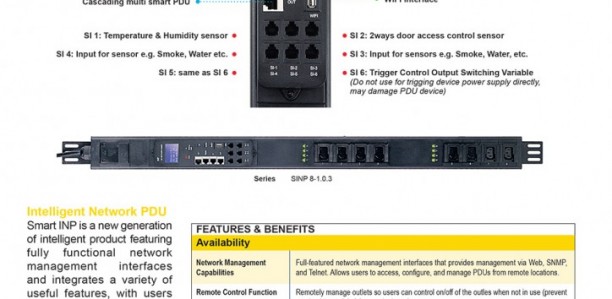 Cascading multi smart PDU
OUT
WIFI
WIFI Interface
SI 1: Temperature & Humidity sensor
SI 2: 2ways door access control sensor
SI 4: Input for sensor e.g. Smoke, Water etc.
SI 3: Input for sensors e.g. Smoke, Water, etc.
SI 5: same as SI 6
SI 6: Trigger Control Output Switching Variable
(Do not use for trigging device power supply directly,
may damage PDU device)
SI-1 SI-2 SI-3
SI-4 SI-5 SI-6
Series SINP 8-1.0.3
Intelligent Network PDU
Smart INP is a new generation
of intelligent product featuring
fully functional network
management interfaces
and integrates a variety of
useful features, with users
FEATURES & BENEFITS
Availability
Network Management
Capabilities
Full-featured network management interfaces that provides management via Web, SNMP,
and Telnet. Allows users to access, configure, and manage PDUs from remote locations.
Remote Control Function
Remotely manage outlets so users can control on/off of the outlets when not in use (prevent